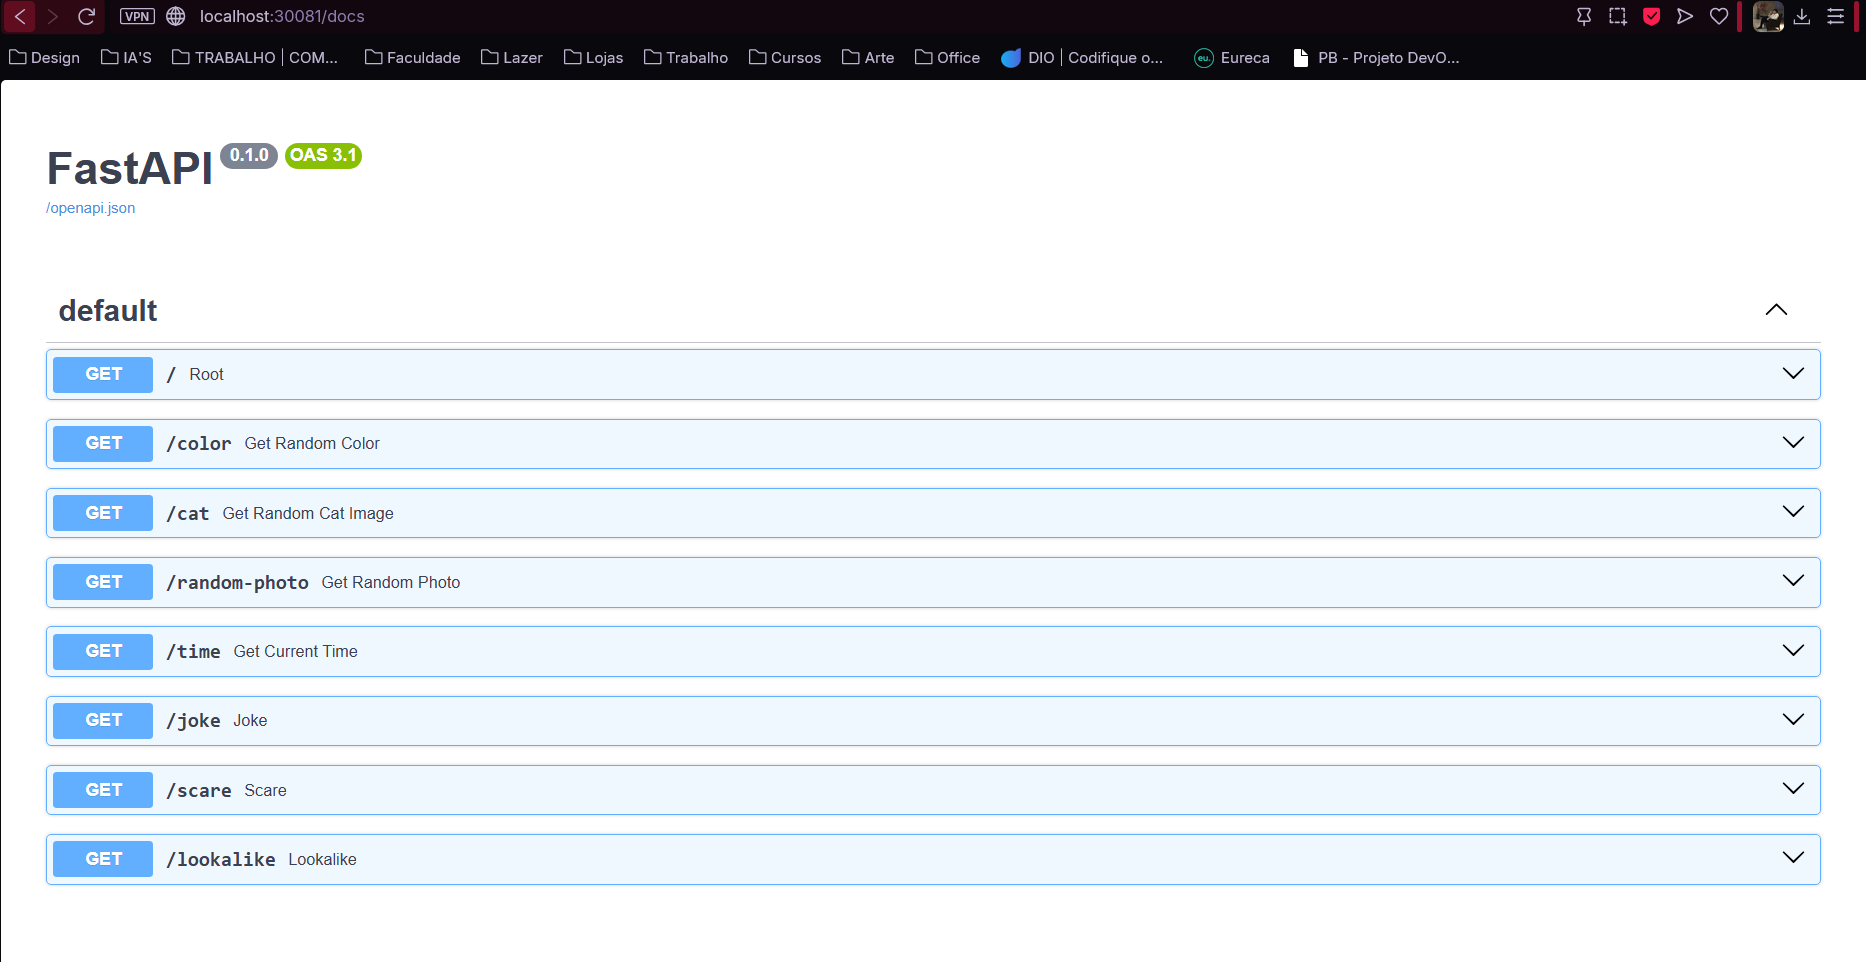 VPN localhost:30081/docs
Design IA'S TRABALHO | COM... Faculdade Lazer Lojas Trabalho Cursos Arte Office DIO | Codifique o... eu. Eureca PB - Projeto DevO...
FastAPI 0.1.0 OAS 3.1
/openapi.json
default
GET / Root
GET /color Get Random Color
GET /cat Get Random Cat Image
GET /random-photo Get Random Photo
GET /time Get Current Time
GET /joke Joke
GET /scare Scare
GET /lookalike Lookalike